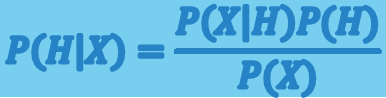 P(H|X) = P(X|H)P(H)
P(X)